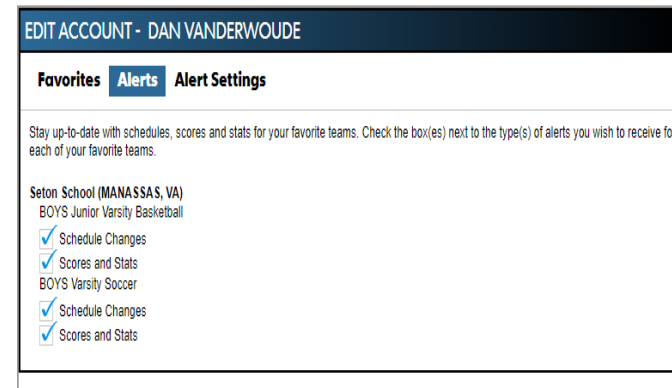 EDIT ACCOUNT - DAN VANDERWOUDE
Favorites Alerts Alert Settings
Stay up-to-date with schedules, scores and stats for your favorite teams. Check the box(es) next to the type(s) of alerts you wish to receive fo
each of your favorite teams.
Seton School (MANASSAS, VA)
BOYS Junior Varsity Basketball
Schedule Changes
Scores and Stats
BOYS Varsity Soccer
Schedule Changes
Scores and Stats